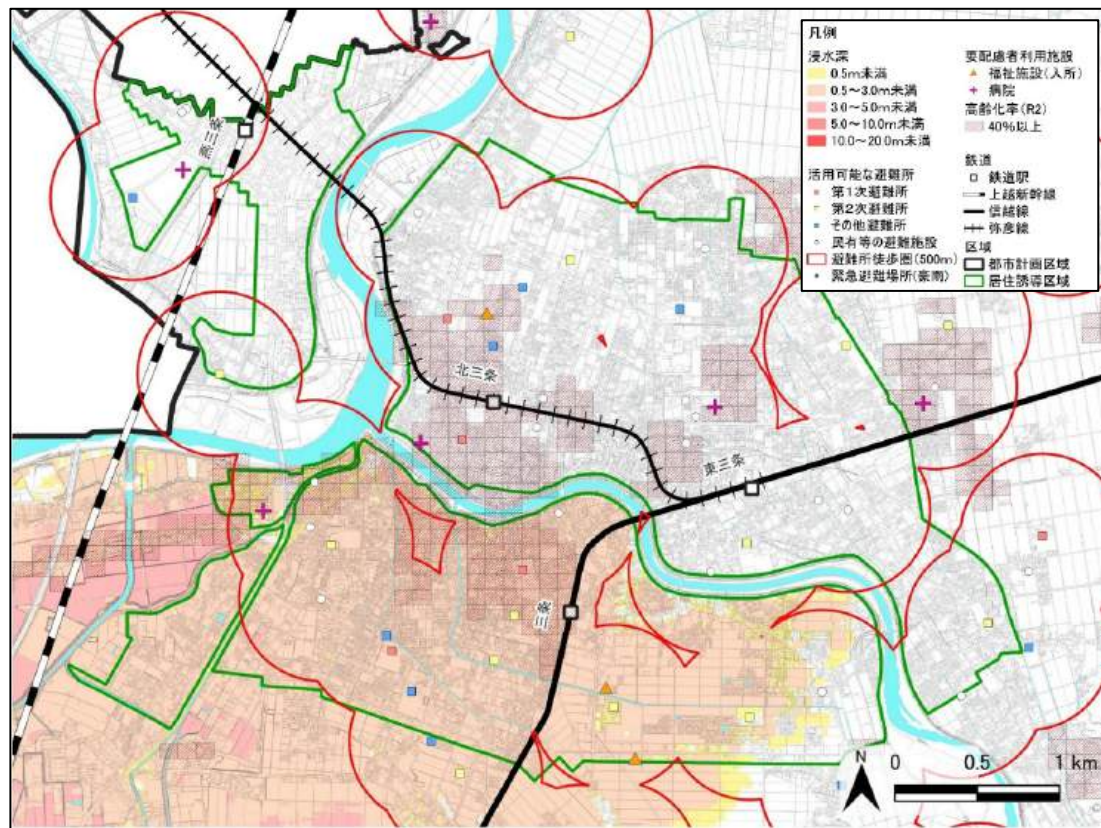 凡例
浸水深
0.5m未満
0.5～3.0m未満
3.0～5.0m未満
5.0～10.0m未満
10.0～20.0m未満
活用可能な避難所
第1次避難所
第2次避難所
その他避難所
民有等の避難施設
避難所徒歩圏(500m)
緊急避難場所(豪雨)
要配慮者利用施設
福祉施設(入所)
病院
高齢化率(R2)
40%以上
鉄道
鉄道駅
上越新幹線
信越線
弥彦線
区域
都市計画区域
居住誘導区域
燕三条
北三条
東三条
三条
N
0 0.5 1 km